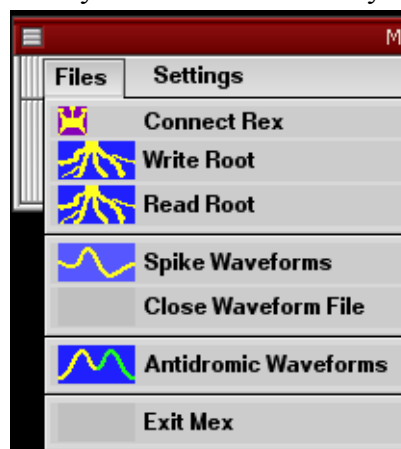 M
Files Settings
Connect Rex
Write Root
Read Root
Spike Waveforms
Close Waveform File
Antidromic Waveforms
Exit Mex